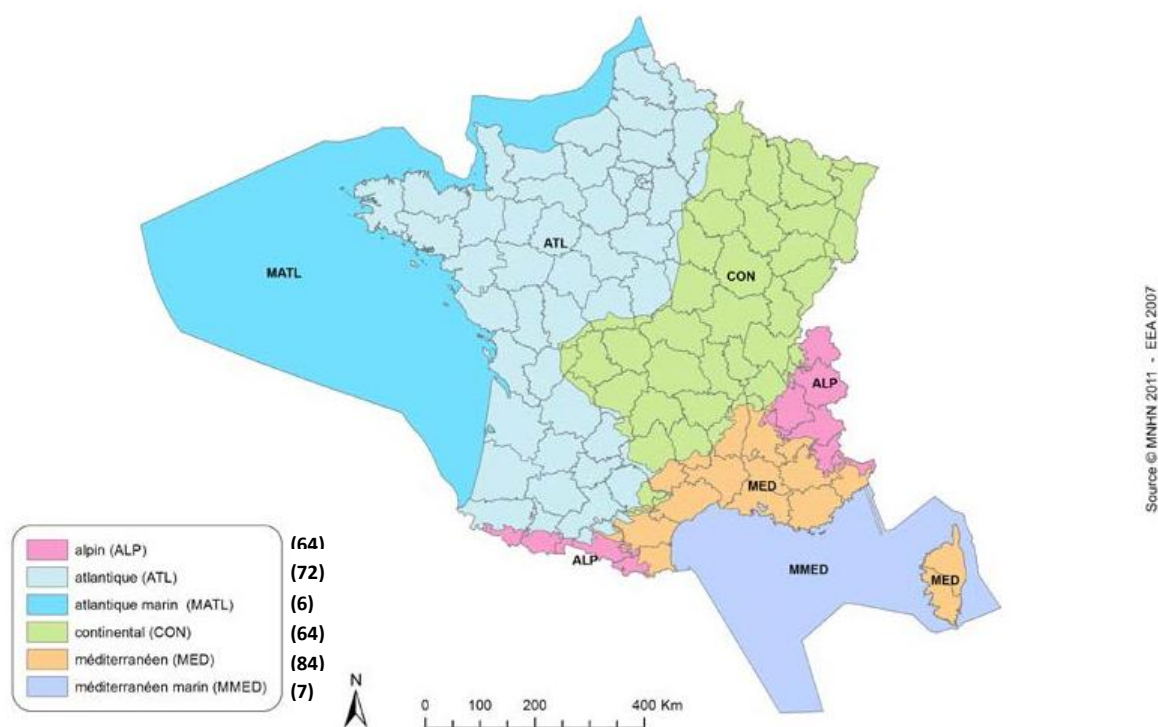 MATL
ATL
CON
ALP
MED
MMED
MED
ALP
Source © MNHN 2011 - EEA 2007
alpin (ALP) (64)
atlantique (ATL) (72)
atlantique marin (MATL) (6)
continental (CON) (64)
méditerranéen (MED) (84)
méditerranéen marin (MMED) (7)
N
0 100 200 400 Km